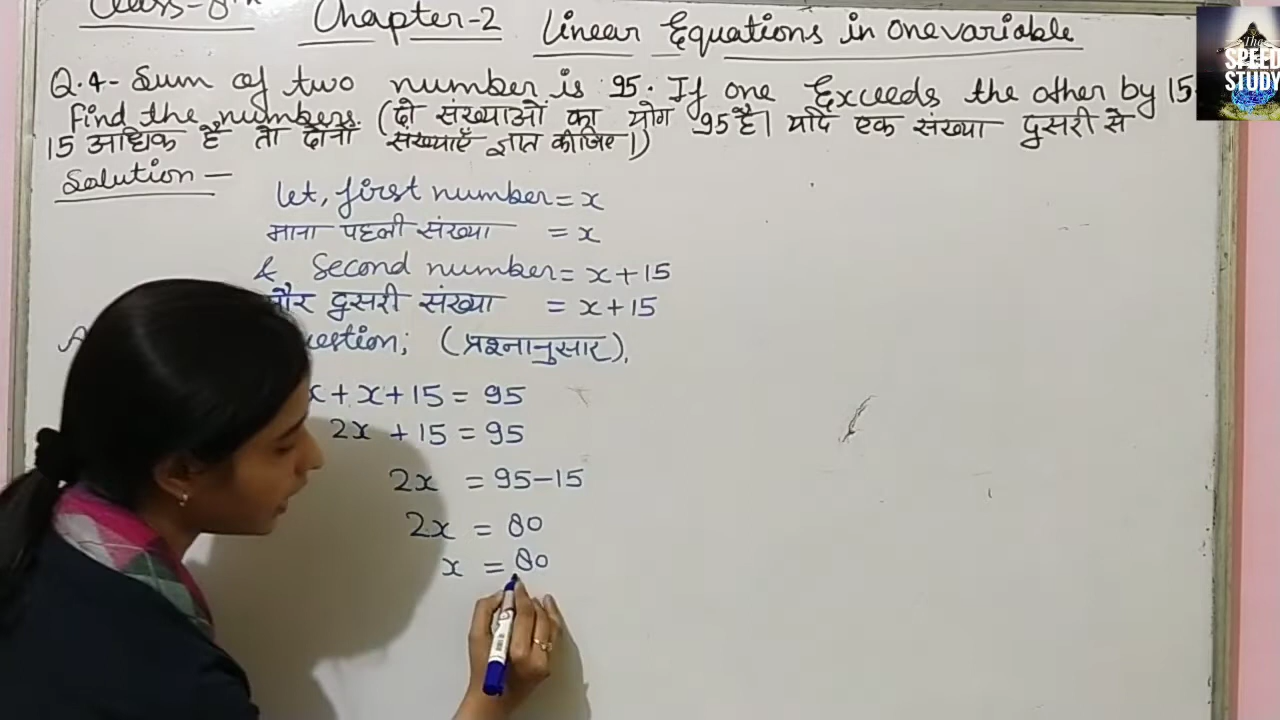 Class-8th Chapter-2 Linear Equations in one variable
Q.4- Sum of two number is 95. If one Exceeds the other by 15.
Find the numbers. (दो संख्याओं का योग 95 है। यदि एक संख्या दुसरी से
15 अधिक है तो दोनों संख्याएँ ज्ञात कीजिए।)
Solution-
Let, first number = x
माना पहली संख्या = x
& Second number = x+15
और दुसरी संख्या = x+15
(प्रश्नानुसार),
x + x + 15 = 95
2x + 15 = 95
2x = 95-15
2x = 80
x = 80
The
SPEED
STUDY